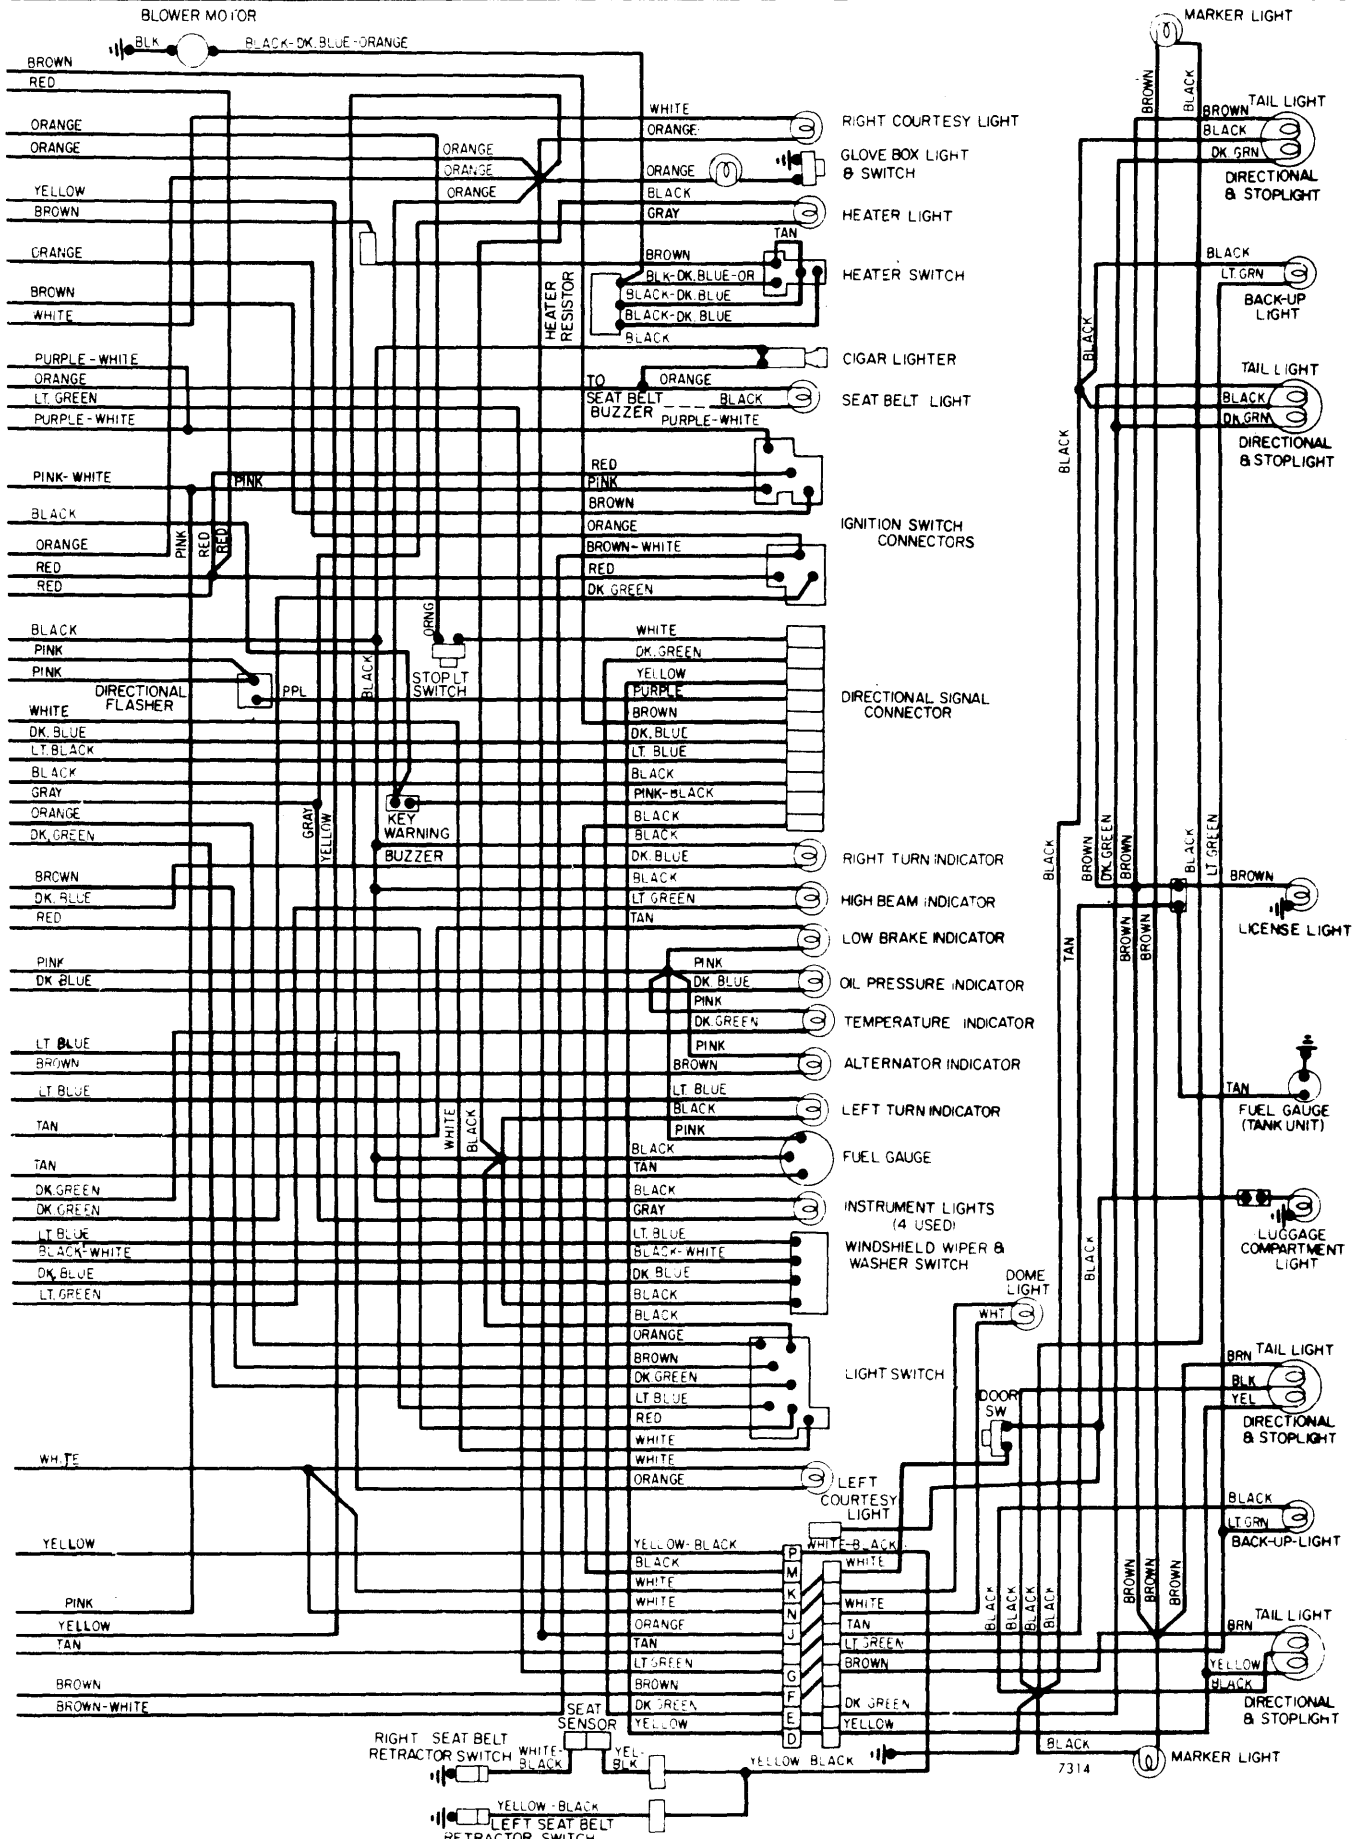 BLOWER MOTOR
BLK
BLACK-DK.BLUE-ORANGE
BROWN
RED
ORANGE
ORANGE
YELLOW
BROWN
ORANGE
BROWN
WHITE
PURPLE-WHITE
ORANGE
LT. GREEN
PURPLE-WHITE
PINK-WHITE
PINK
BLACK
ORANGE
RED
RED
PINK
RED
RED
BLACK
PINK
PINK
DIRECTIONAL
FLASHER
PPL
WHITE
DK. BLUE
LT. BLACK
BLACK
GRAY
ORANGE
DK. GREEN
BROWN
DK. BLUE
RED
PINK
DK BLUE
LT BLUE
BROWN
LT. BLUE
TAN
TAN
DK.GREEN
DK GREEN
LT BLUE
BLACK-WHITE
DK. BLUE
LT. GREEN
WHITE
YELLOW
PINK
YELLOW
TAN
BROWN
BROWN-WHITE
GRAY
YELLOW
ORANGE
ORANGE
ORANGE
ORNG
BLACK
STOP LT
SWITCH
KEY
WARNING
BUZZER
WHITE
BLACK
WHITE
ORANGE
RIGHT COURTESY LIGHT
ORANGE
GLOVE BOX LIGHT
& SWITCH
BLACK
GRAY
HEATER LIGHT
TAN
BROWN
BLK-DK.BLUE-OR
BLACK-DK.BLUE
BLACK-DK.BLUE
BLACK
HEATER SWITCH
HEATER
RESISTOR
CIGAR LIGHTER
TO
SEAT BELT
BUZZER
ORANGE
BLACK
SEAT BELT LIGHT
PURPLE-WHITE
RED
PINK
BROWN
ORANGE
BROWN-WHITE
RED
DK GREEN
IGNITION SWITCH
CONNECTORS
WHITE
DK.GREEN
YELLOW
PURPLE
BROWN
DK. BLUE
LT. BLUE
BLACK
PINK-BLACK
BLACK
DIRECTIONAL SIGNAL
CONNECTOR
BLACK
DK. BLUE
RIGHT TURN INDICATOR
BLACK
LT GREEN
HIGH BEAM INDICATOR
TAN
LOW BRAKE INDICATOR
PINK
DK. BLUE
OIL PRESSURE INDICATOR
PINK
DK.GREEN
TEMPERATURE INDICATOR
PINK
BROWN
ALTERNATOR INDICATOR
LT. BLUE
BLACK
LEFT TURN INDICATOR
PINK
BLACK
TAN
FUEL GAUGE
BLACK
GRAY
INSTRUMENT LIGHTS
(4 USED)
LT. BLUE
BLACK-WHITE
DK BLUE
BLACK
WINDSHIELD WIPER &
WASHER SWITCH
BLACK
ORANGE
BROWN
DK GREEN
LT BLUE
RED
WHITE
LIGHT SWITCH
WHITE
ORANGE
LEFT
COURTESY
LIGHT
YELLOW-BLACK
BLACK
WHITE
WHITE
ORANGE
TAN
LT GREEN
BROWN
DK GREEN
YELLOW
P
M
K
N
J
G
F
E
D
WHITE-BLACK
WHITE
WHITE
TAN
LT GREEN
BROWN
DK GREEN
YELLOW
SEAT
SENSOR
RIGHT SEAT BELT
RETRACTOR SWITCH
WHITE-
BLACK
YEL-
BLK
YELLOW BLACK
YELLOW-BLACK
LEFT SEAT BELT
RETRACTOR SWITCH
DOME
LIGHT
WHT
DOOR
SW
MARKER LIGHT
BROWN
BLACK
BROWN
BLACK
DK. GRN
TAIL LIGHT
DIRECTIONAL
& STOPLIGHT
BLACK
LT. GRN
BACK-UP
LIGHT
BLACK
BLACK
TAIL LIGHT
BLACK
DK.GRN
DIRECTIONAL
& STOPLIGHT
BLACK
BROWN
DK GREEN
BROWN
BLACK
LT GREEN
BROWN
LICENSE LIGHT
TAN
BROWN
BROWN
TAN
FUEL GAUGE
(TANK UNIT)
BLACK
LUGGAGE
COMPARTMENT
LIGHT
BRN
BLK
YEL
TAIL LIGHT
DIRECTIONAL
& STOPLIGHT
BLACK
LT GRN
BACK-UP-LIGHT
BLACK
BLACK
BLACK
BLACK
BROWN
BROWN
BROWN
BRN
YELLOW
BLACK
TAIL LIGHT
DIRECTIONAL
& STOPLIGHT
BLACK
7314
MARKER LIGHT